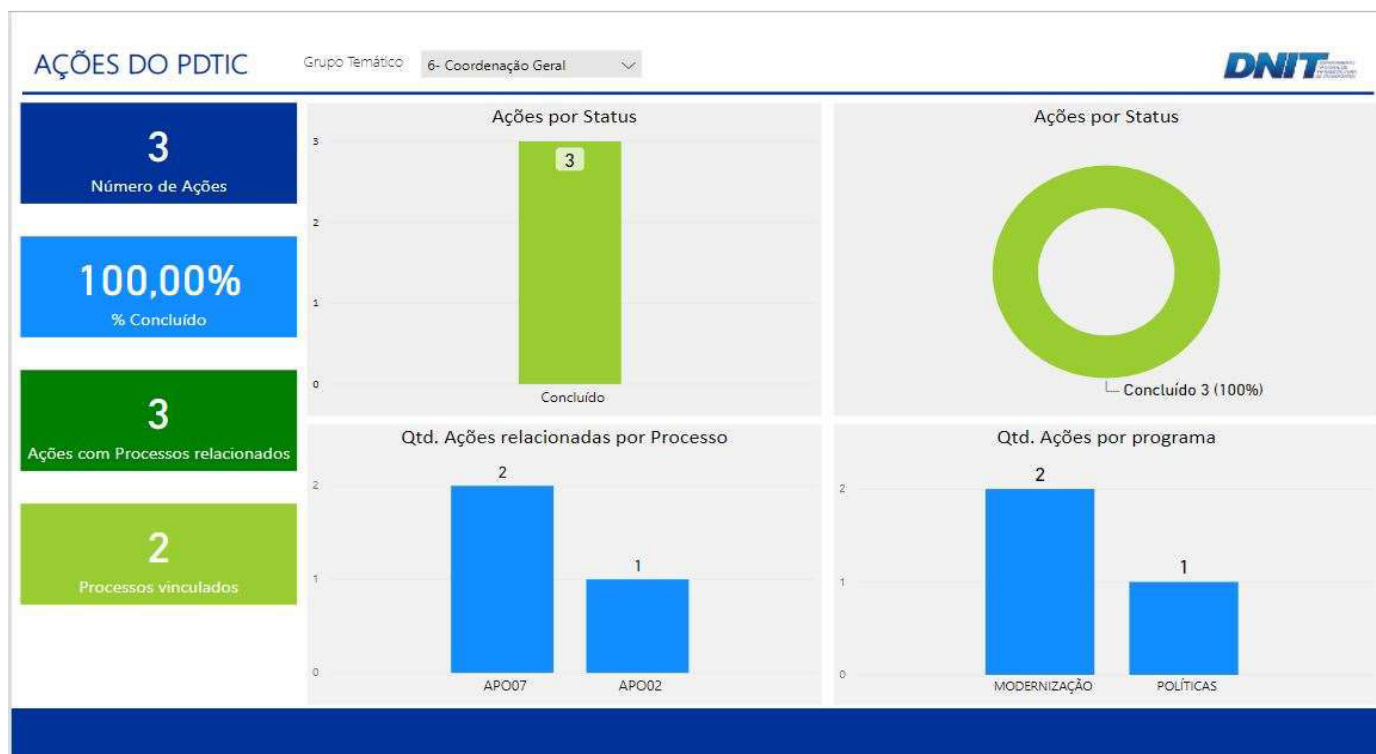 AÇÕES DO PDTIC
Grupo Temático
6- Coordenação Geral
DNIT
3
Número de Ações
100,00%
% Concluído
3
Ações com Processos relacionados
2
Processos vinculados
Ações por Status
3
2
1
0
3
Concluído
Ações por Status
Concluído 3 (100%)
Qtd. Ações relacionadas por Processo
2
1
0
2
1
APO07
APO02
Qtd. Ações por programa
2
1
0
2
1
MODERNIZAÇÃO
POLÍTICAS